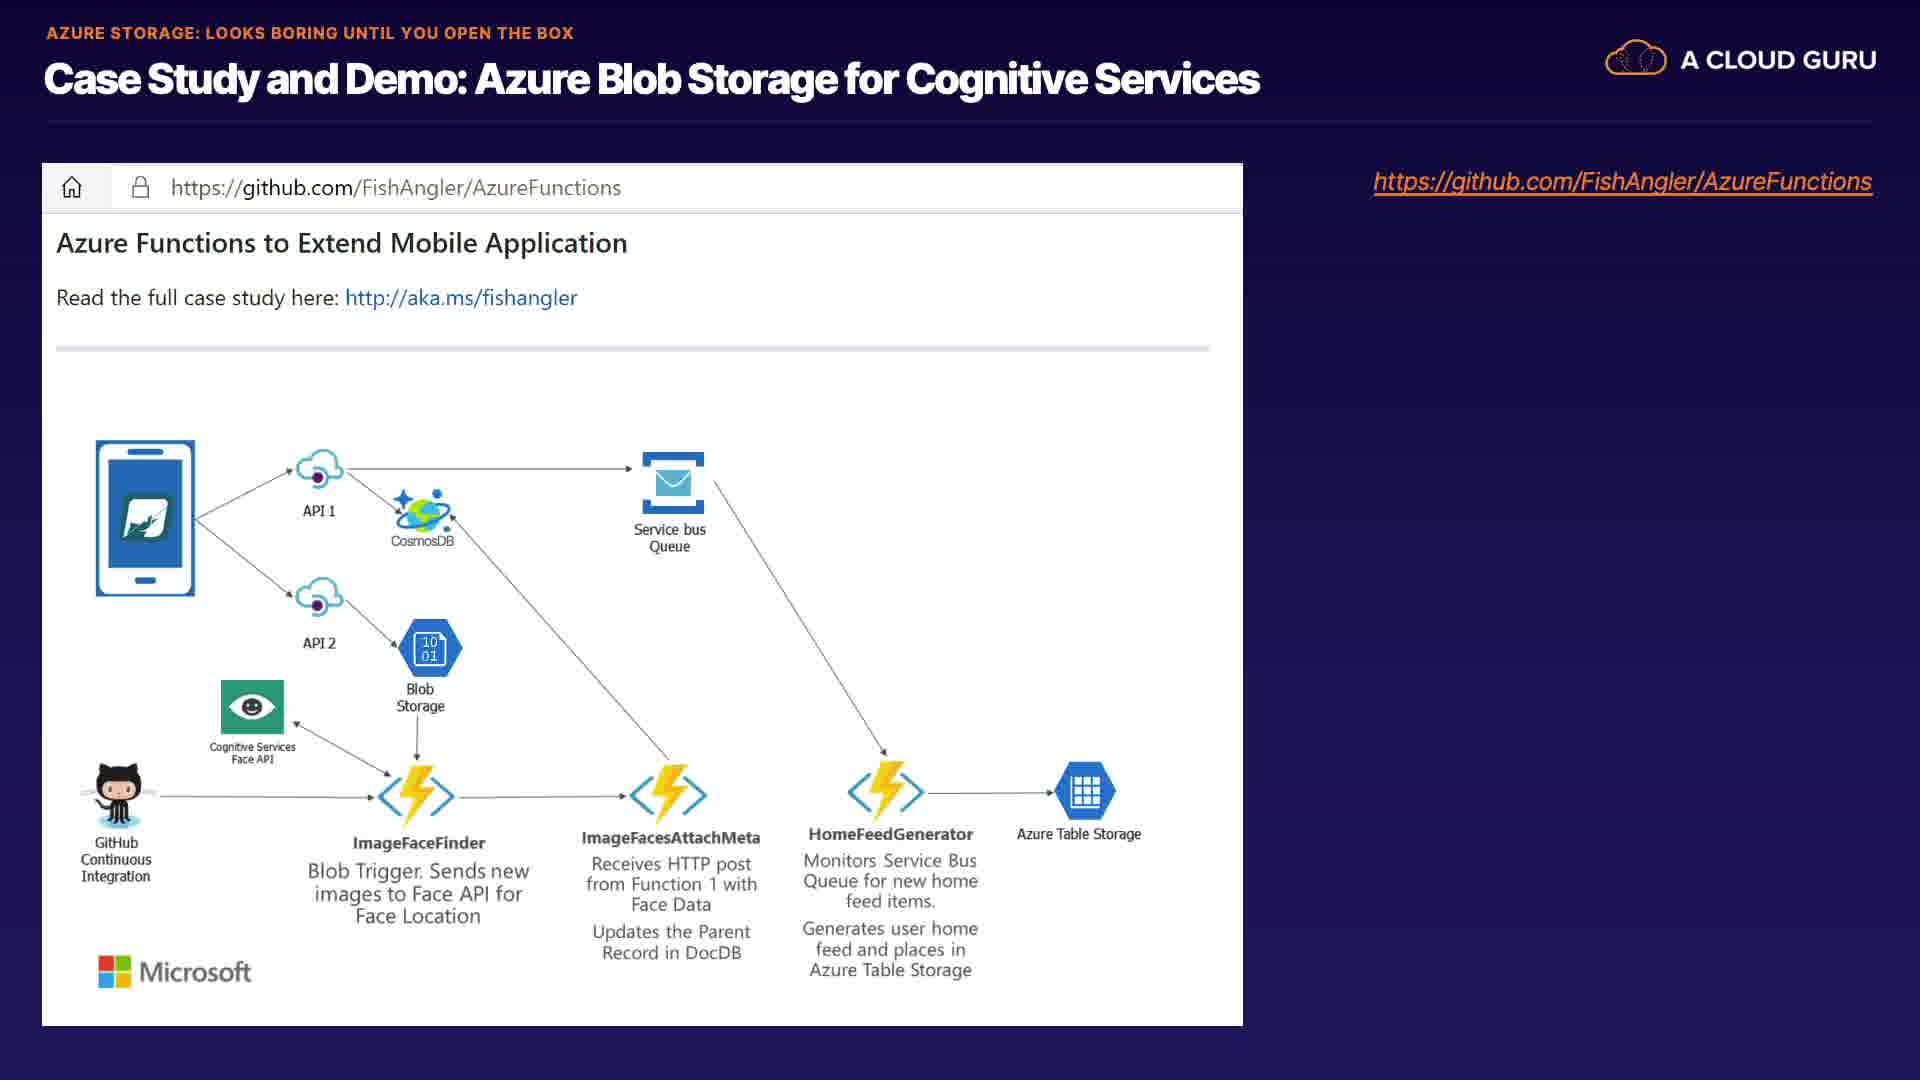 AZURE STORAGE: LOOKS BORING UNTIL YOU OPEN THE BOX
Case Study and Demo: Azure Blob Storage for Cognitive Services
A CLOUD GURU
https://github.com/FishAngler/AzureFunctions
https://github.com/FishAngler/AzureFunctions
Azure Functions to Extend Mobile Application
Read the full case study here: http://aka.ms/fishangler
API 1
CosmosDB
Service bus
Queue
API 2
10
01
Blob
Storage
Cognitive Services
Face API
GitHub
Continuous
Integration
ImageFaceFinder
Blob Trigger. Sends new
images to Face API for
Face Location
ImageFacesAttachMeta
Receives HTTP post
from Function 1 with
Face Data
Updates the Parent
Record in DocDB
HomeFeedGenerator
Monitors Service Bus
Queue for new home
feed items.
Generates user home
feed and places in
Azure Table Storage
Azure Table Storage
Microsoft